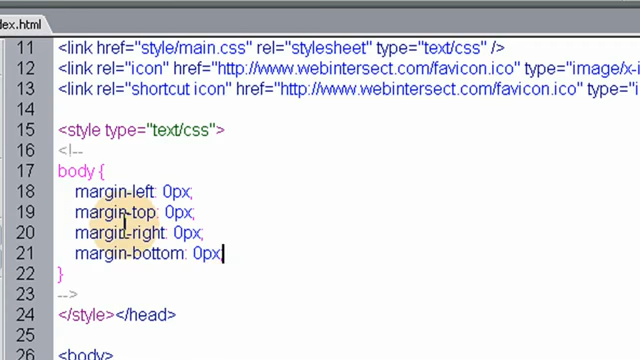 dex.html
11 <link href="style/main.css" rel="stylesheet" type="text/css" />
12 <link rel="icon" href="http://www.webintersect.com/favicon.ico" type="image/x-i
13 <link rel="shortcut icon" href="http://www.webintersect.com/favicon.ico" type="i
14
15 <style type="text/css">
16 <!--
17 body {
18 margin-left: 0px;
19 margin-top: 0px;
20 margin-right: 0px;
21 margin-bottom: 0px;
22 }
23 -->
24 </style></head>
25
26 <body>